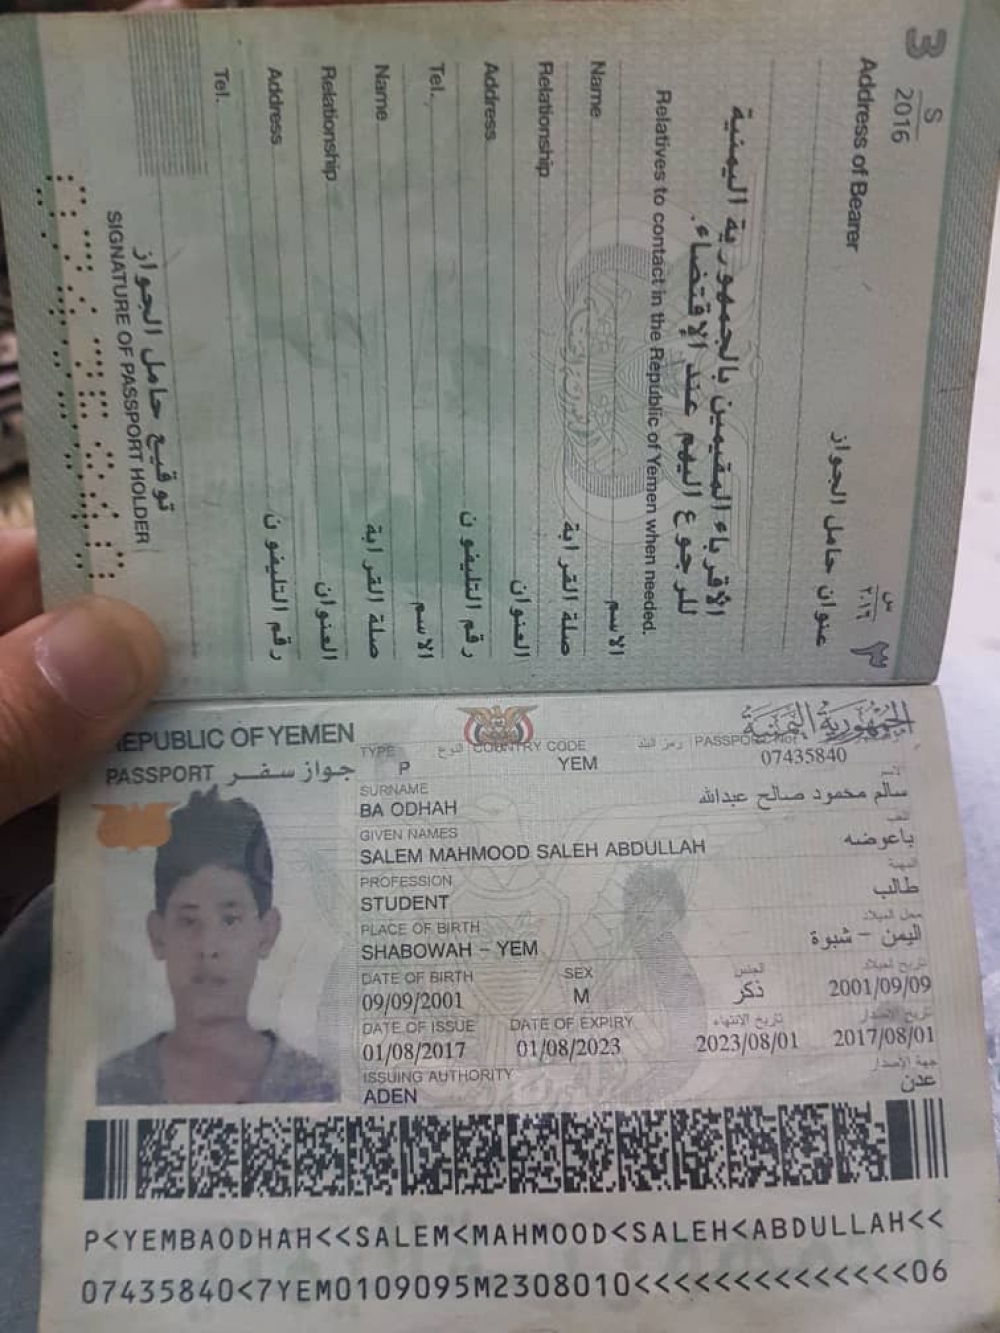 3
S
2016
Address of Bearer
عنوان حامل الجواز
س
٢٠١٦
٣
الأقرباء المقيمين بالجمهورية اليمنية
للرجوع اليهم عند الإقتضاء.
Relatives to contact in the Republic of Yemen when needed.
Name الاسم
Relationship صلة القرابة
Address العنوان
Tel. رقم التليفون
Name الاسم
Relationship صلة القرابة
Address العنوان
Tel. رقم التليفون
توقيع حامل الجواز
SIGNATURE OF PASSPORT HOLDER
REPUBLIC OF YEMEN
الجمهورية اليمنية
PASSPORT جواز سفر
TYPE النوع COUNTRY CODE رمز البلد PASSPORT No.
P YEM 07435840
SURNAME
BA ODHAH
سالم محمود صالح عبدالله
GIVEN NAMES اللقب
SALEM MAHMOOD SALEH ABDULLAH باعوضه
PROFESSION المهنة
STUDENT طالب
PLACE OF BIRTH محل الميلاد
SHABOWAH - YEM اليمن - شبوة
DATE OF BIRTH SEX الجنس تاريخ الميلاد
09/09/2001 M ذكر 2001/09/09
DATE OF ISSUE DATE OF EXPIRY تاريخ الانتهاء تاريخ الاصدار
01/08/2017 01/08/2023 2023/08/01 2017/08/01
ISSUING AUTHORITY جهة الاصدار
ADEN عدن
P<YEMBAODHAH<<SALEM<MAHMOOD<SALEH<ABDULLAH<<
07435840<7YEM0109095M2308010<<<<<<<<<<<<<<06